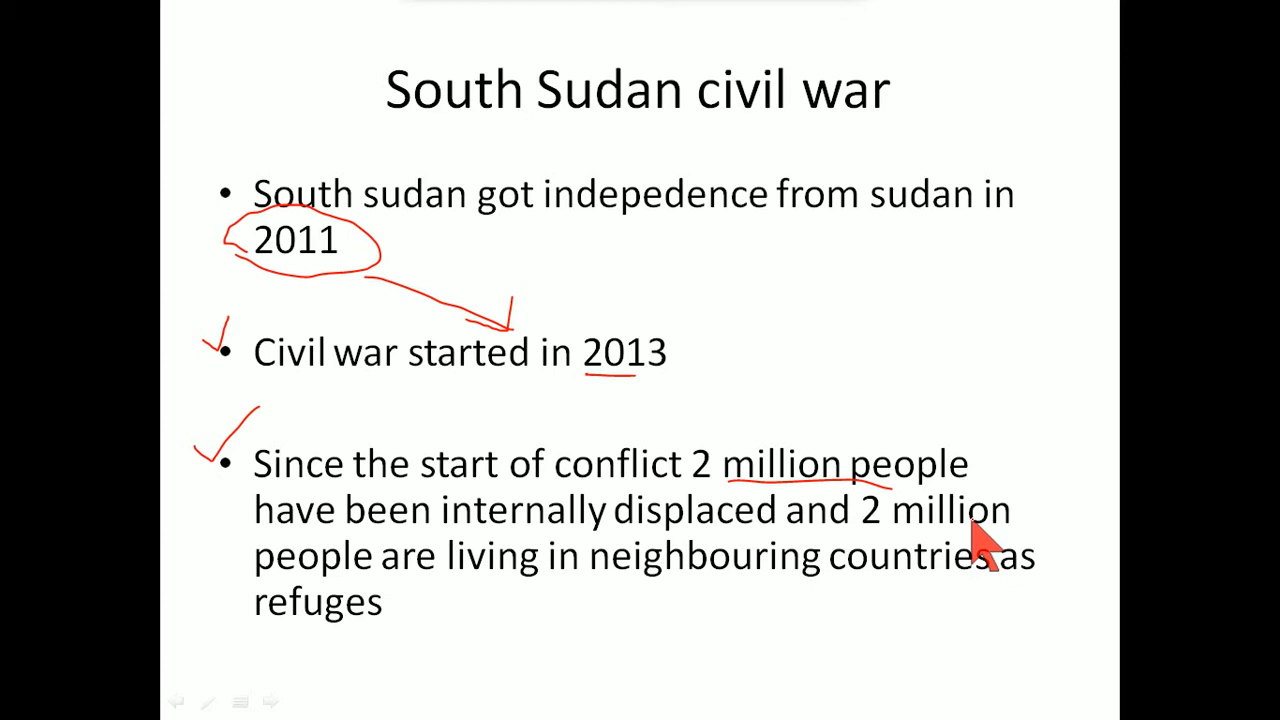 South Sudan civil war
• South sudan got indepedence from sudan in
2011
• Civil war started in 2013
• Since the start of conflict 2 million people
have been internally displaced and 2 million
people are living in neighbouring countries as
refuges